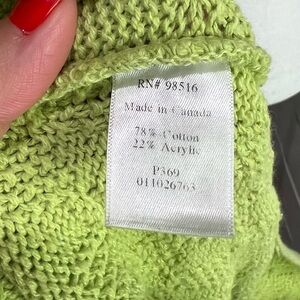 RN# 98516
Made in Canada
78% Cotton
22% Acrylic
P369
011026763